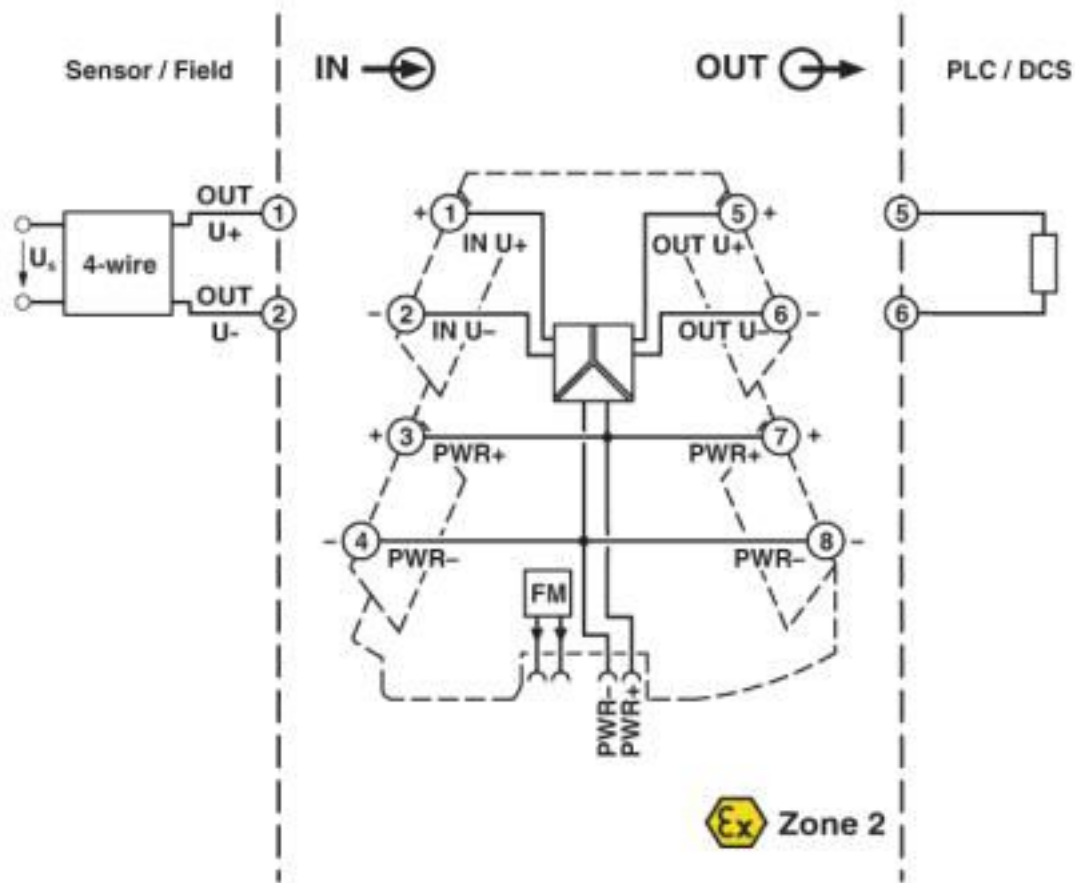 Sensor / Field
IN
OUT
PLC / DCS
OUT
1
U+
Us
4-wire
OUT
2
U-
+ 1
IN U+
- 2
IN U-
5 +
OUT U+
6 -
OUT U-
5
6
+ 3
PWR+
7 +
PWR+
- 4
PWR-
8 -
PWR-
FM
PWR-
PWR+
Ex Zone 2